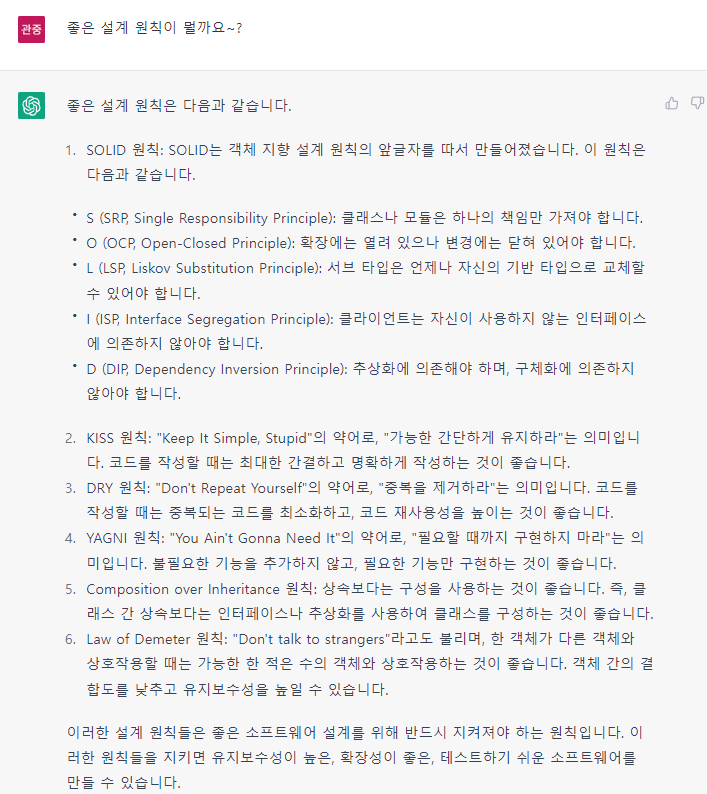 관중
좋은 설계 원칙이 뭘까요~?
좋은 설계 원칙은 다음과 같습니다.
1. SOLID 원칙: SOLID는 객체 지향 설계 원칙의 앞글자를 따서 만들어졌습니다. 이 원칙은
다음과 같습니다.
• S (SRP, Single Responsibility Principle): 클래스나 모듈은 하나의 책임만 가져야 합니다.
• O (OCP, Open-Closed Principle): 확장에는 열려 있으나 변경에는 닫혀 있어야 합니다.
• L (LSP, Liskov Substitution Principle): 서브 타입은 언제나 자신의 기반 타입으로 교체할
수 있어야 합니다.
• I (ISP, Interface Segregation Principle): 클라이언트는 자신이 사용하지 않는 인터페이스
에 의존하지 않아야 합니다.
• D (DIP, Dependency Inversion Principle): 추상화에 의존해야 하며, 구체화에 의존하지
않아야 합니다.
2. KISS 원칙: "Keep It Simple, Stupid"의 약어로, "가능한 간단하게 유지하라"는 의미입니
다. 코드를 작성할 때는 최대한 간결하고 명확하게 작성하는 것이 좋습니다.
3. DRY 원칙: "Don't Repeat Yourself"의 약어로, "중복을 제거하라"는 의미입니다. 코드를
작성할 때는 중복되는 코드를 최소화하고, 코드 재사용성을 높이는 것이 좋습니다.
4. YAGNI 원칙: "You Ain't Gonna Need It"의 약어로, "필요할 때까지 구현하지 마라"는 의
미입니다. 불필요한 기능을 추가하지 않고, 필요한 기능만 구현하는 것이 좋습니다.
5. Composition over Inheritance 원칙: 상속보다는 구성을 사용하는 것이 좋습니다. 즉, 클
래스 간 상속보다는 인터페이스나 추상화를 사용하여 클래스를 구성하는 것이 좋습니다.
6. Law of Demeter 원칙: "Don't talk to strangers"라고도 불리며, 한 객체가 다른 객체와
상호작용할 때는 가능한 한 적은 수의 객체와 상호작용하는 것이 좋습니다. 객체 간의 결
합도를 낮추고 유지보수성을 높일 수 있습니다.
이러한 설계 원칙들은 좋은 소프트웨어 설계를 위해 반드시 지켜져야 하는 원칙입니다. 이
러한 원칙들을 지키면 유지보수성이 높은, 확장성이 좋은, 테스트하기 쉬운 소프트웨어를
만들 수 있습니다.